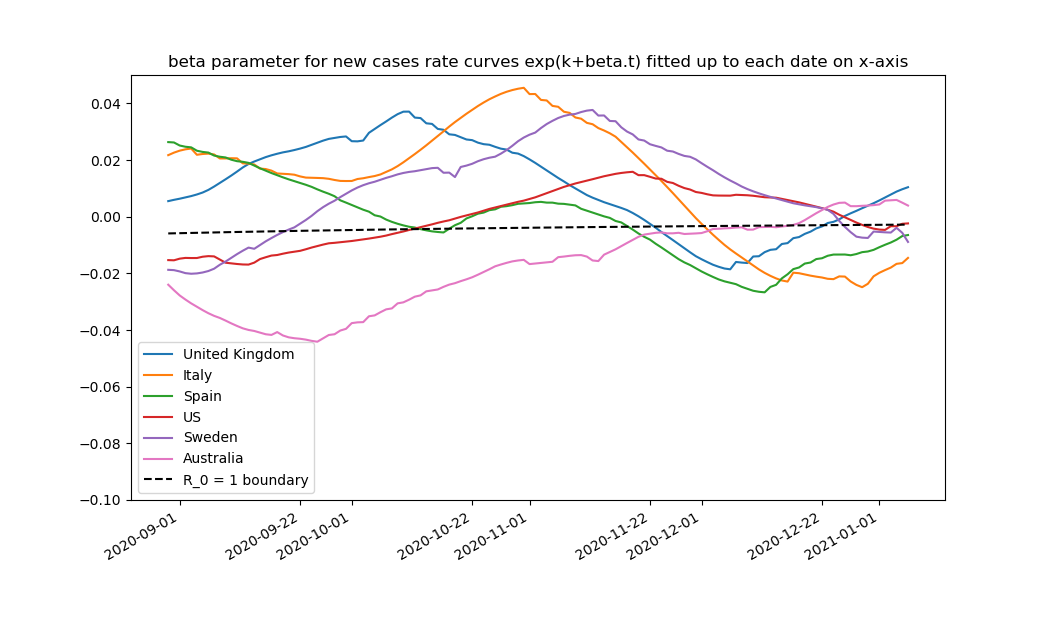 beta parameter for new cases rate curves exp(k+beta.t) fitted up to each date on x-axis
0.04
0.02
0.00
−0.02
−0.04
−0.06
−0.08
−0.10
United Kingdom
Italy
Spain
US
Sweden
Australia
R_0 = 1 boundary
2020-09-01
2020-09-22
2020-10-01
2020-10-22
2020-11-01
2020-11-22
2020-12-01
2020-12-22
2021-01-01